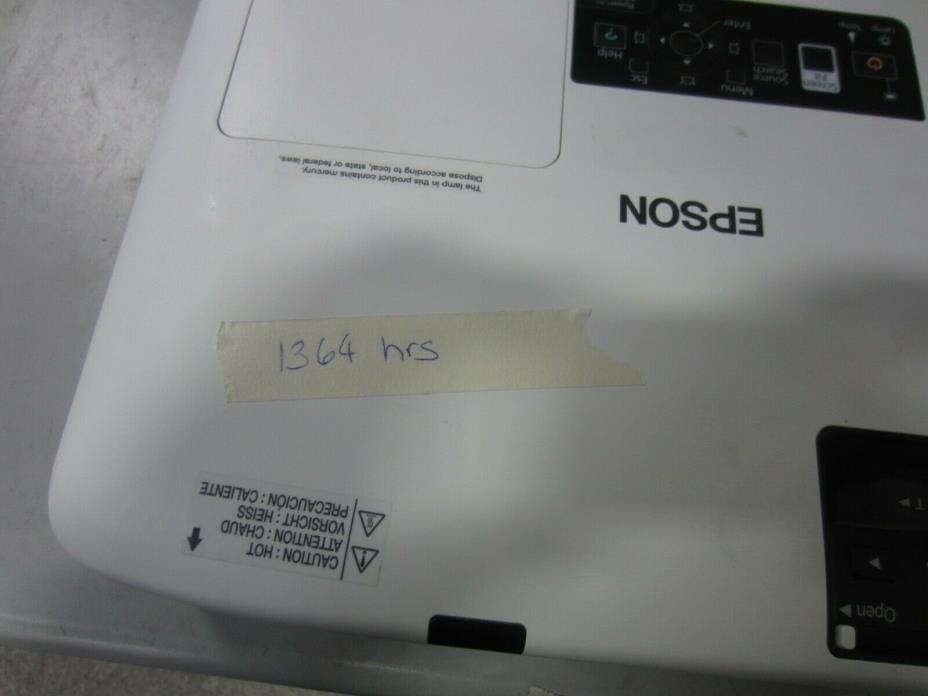 Lamp
Temp
Screen
Fit
Source
Search
Menu
Enter
Esc
Help
The lamp in this product contains mercury.
Dispose according to local, state or federal laws.
EPSON
1364 hrs
CAUTION : HOT
ATTENTION : CHAUD
VORSICHT : HEISS
PRECAUCIÓN : CALIENTE
Open
T